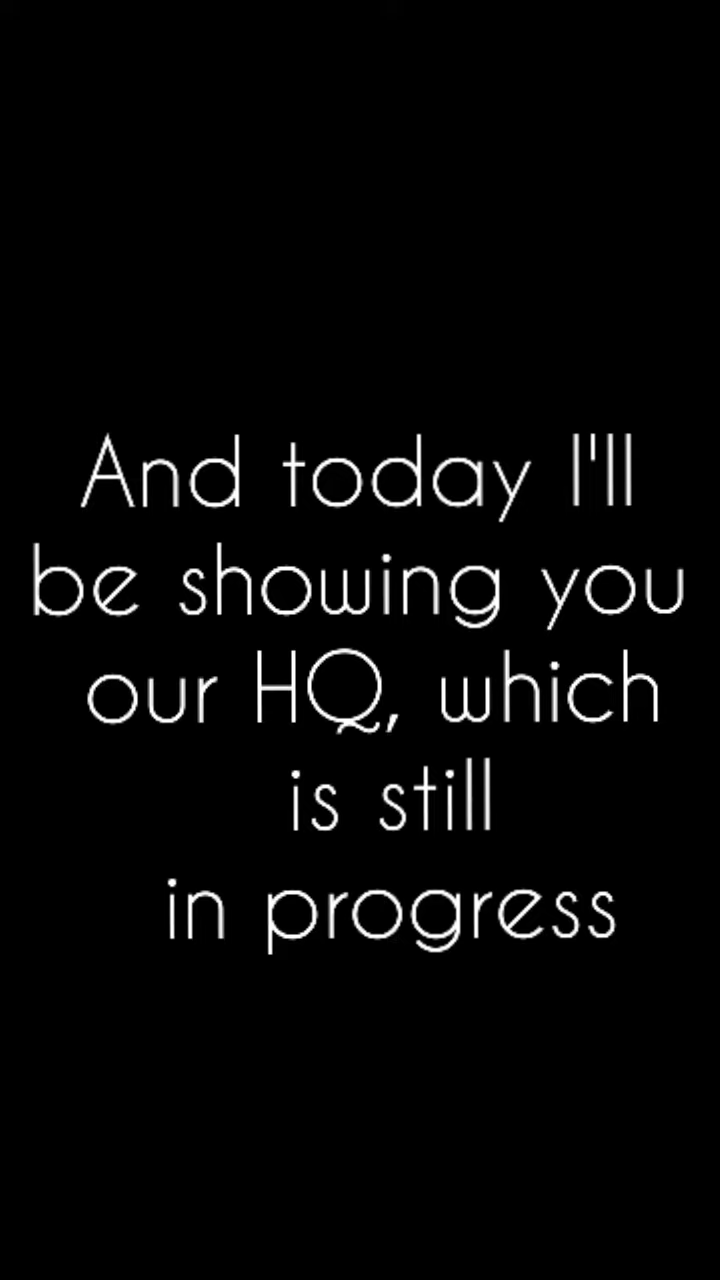 And today I'll
be showing you
our HQ, which
is still
in progress